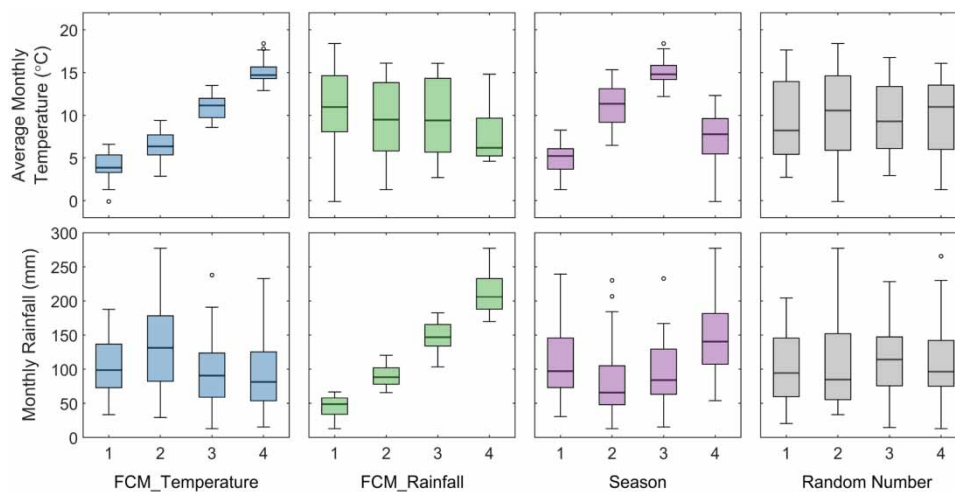 Average Monthly
Temperature (°C)
20
15
10
5
0
Monthly Rainfall (mm)
300
250
200
150
100
50
0
1 2 3 4
1 2 3 4
1 2 3 4
1 2 3 4
FCM_Temperature
FCM_Rainfall
Season
Random Number